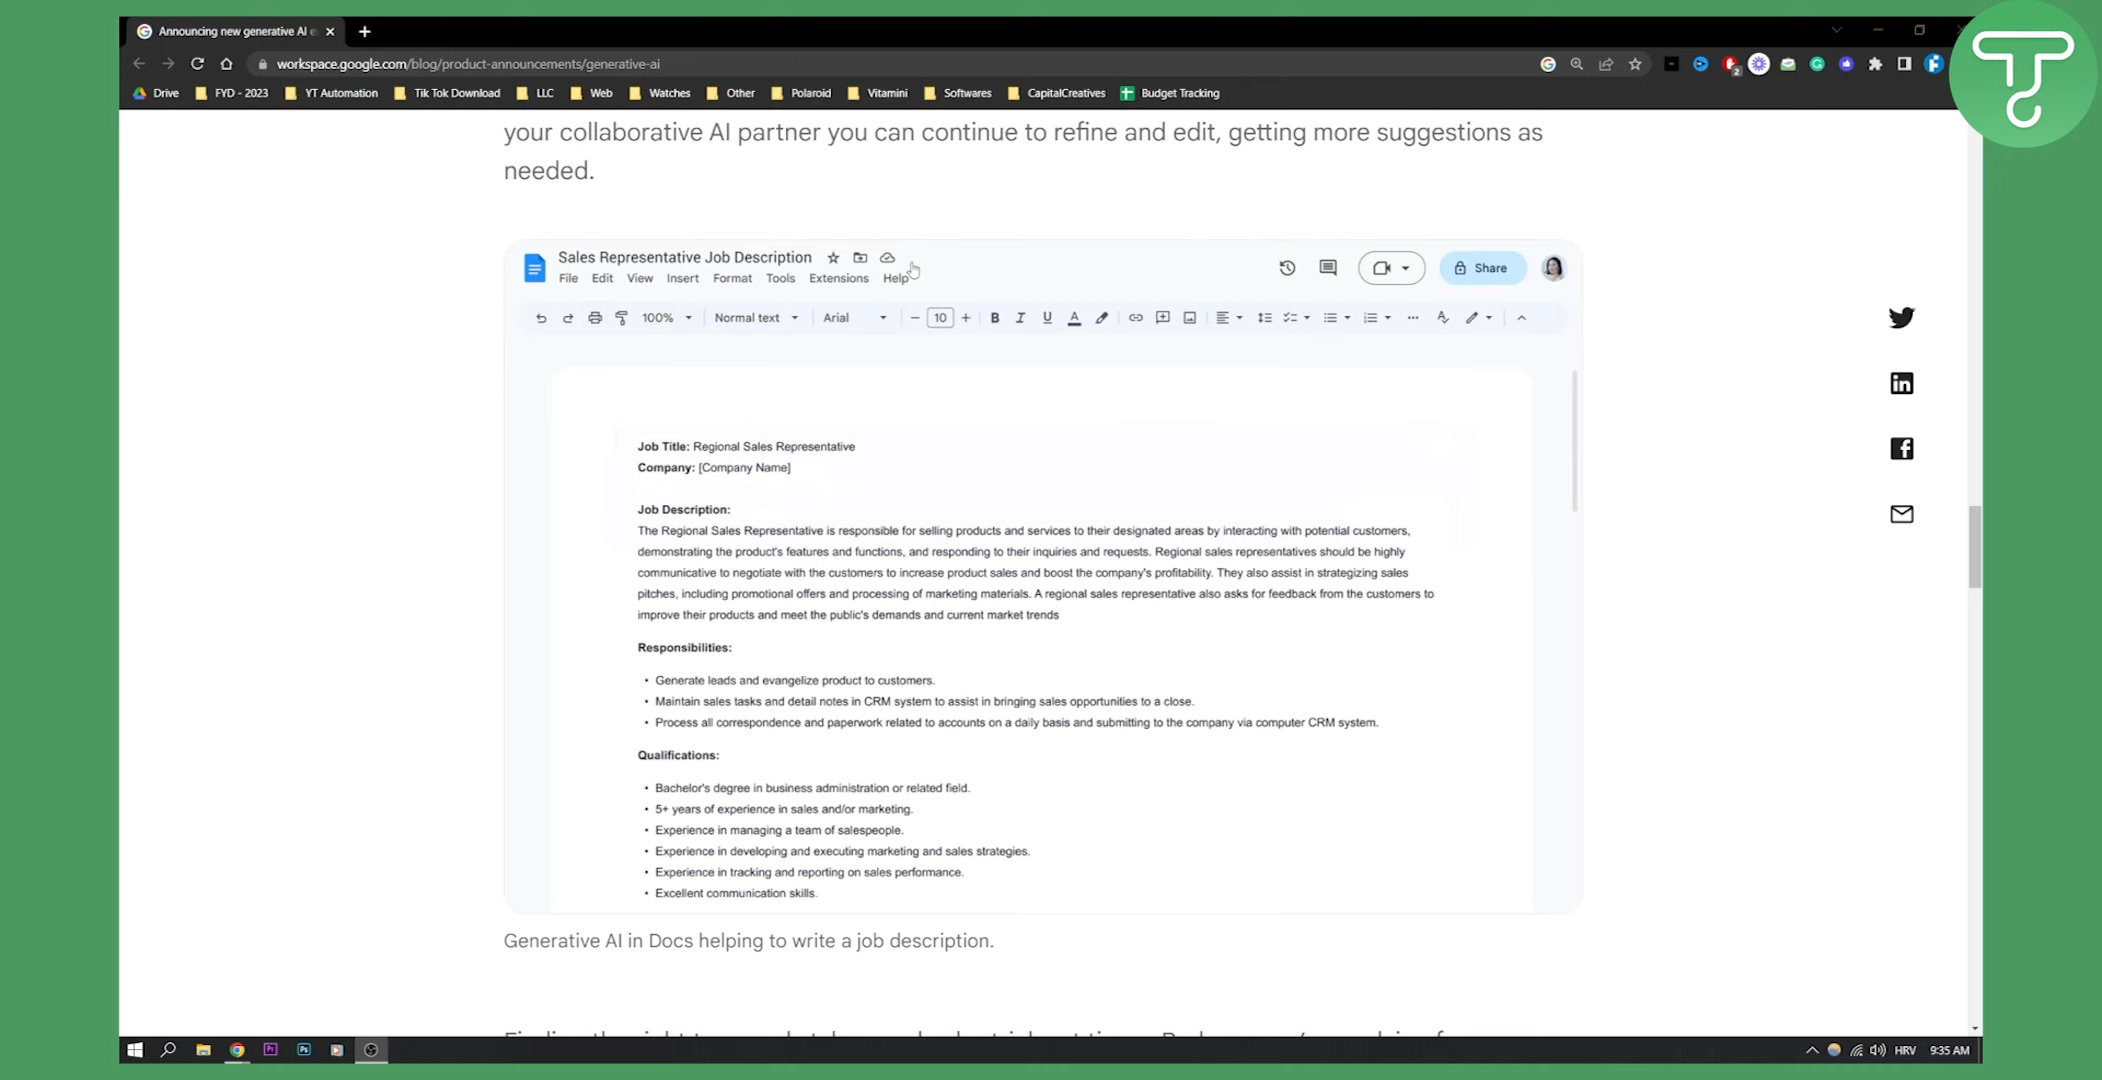 Announcing new generative AI e
workspace.google.com/blog/product-announcements/generative-ai
2
Drive FYD - 2023 YT Automation Tik Tok Download LLC Web Watches Other Polaroid Vitamini Softwares CapitalCreatives Budget Tracking
your collaborative AI partner you can continue to refine and edit, getting more suggestions as
needed.
Sales Representative Job Description
File Edit View Insert Format Tools Extensions Help
Share
100% Normal text Arial 10 B I U A
Job Title: Regional Sales Representative
Company: [Company Name]
Job Description:
The Regional Sales Representative is responsible for selling products and services to their designated areas by interacting with potential customers,
demonstrating the product's features and functions, and responding to their inquiries and requests. Regional sales representatives should be highly
communicative to negotiate with the customers to increase product sales and boost the company's profitability. They also assist in strategizing sales
pitches, including promotional offers and processing of marketing materials. A regional sales representative also asks for feedback from the customers to
improve their products and meet the public's demands and current market trends
Responsibilities:
• Generate leads and evangelize product to customers.
• Maintain sales tasks and detail notes in CRM system to assist in bringing sales opportunities to a close.
• Process all correspondence and paperwork related to accounts on a daily basis and submitting to the company via computer CRM system.
Qualifications:
• Bachelor's degree in business administration or related field.
• 5+ years of experience in sales and/or marketing.
• Experience in managing a team of salespeople.
• Experience in developing and executing marketing and sales strategies.
• Experience in tracking and reporting on sales performance.
• Excellent communication skills.
Generative AI in Docs helping to write a job description.
Pr Ps HRV 9:35 AM